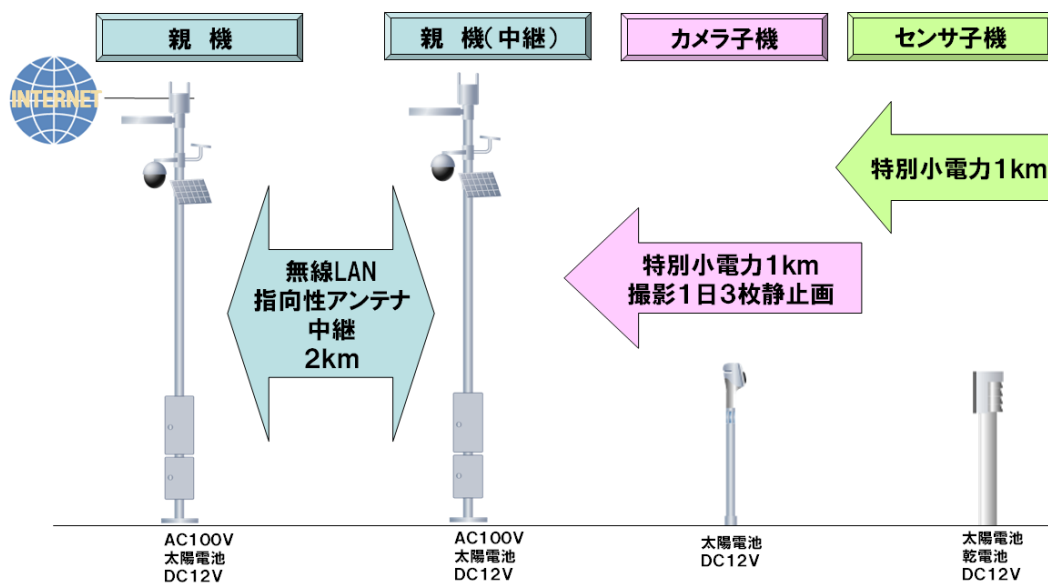 親 機
親 機(中継)
カメラ子機
センサ子機
INTERNET
特別小電力1km
特別小電力1km
撮影1日3枚静止画
無線LAN
指向性アンテナ
中継
2km
AC100V
太陽電池
DC12V
AC100V
太陽電池
DC12V
太陽電池
DC12V
太陽電池
乾電池
DC12V